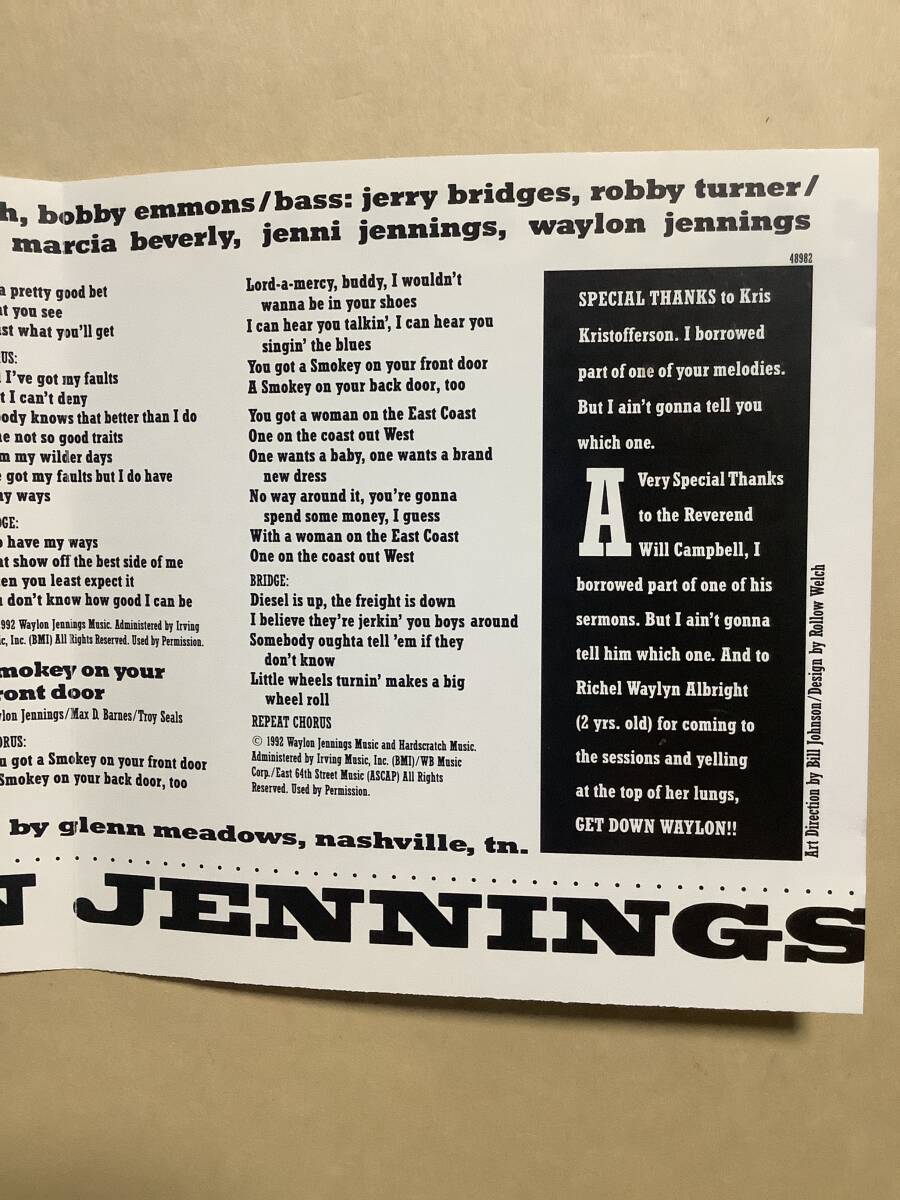 h, bobby emmons/bass: jerry bridges, robby turner/
marcia beverly, jenni jennings, waylon jennings
48982
a pretty good bet
t you see
st what you'll get
US:
I've got my faults
t I can't deny
ody knows that better than I do
e not so good traits
m my wilder days
got my faults but I do have
y ways
GE:
have my ways
t show off the best side of me
en you least expect it
don't know how good I can be
992 Waylon Jennings Music. Administered by Irving
ic, Inc. (BMI) All Rights Reserved. Used by Permission.
mokey on your
ront door
ylon Jennings/Max D. Barnes/Troy Seals
ORUS:
u got a Smokey on your front door
Smokey on your back door, too
Lord-a-mercy, buddy, I wouldn't
wanna be in your shoes
I can hear you talkin', I can hear you
singin' the blues
You got a Smokey on your front door
A Smokey on your back door, too
You got a woman on the East Coast
One on the coast out West
One wants a baby, one wants a brand
new dress
No way around it, you're gonna
spend some money, I guess
With a woman on the East Coast
One on the coast out West
BRIDGE:
Diesel is up, the freight is down
I believe they're jerkin' you boys around
Somebody oughta tell 'em if they
don't know
Little wheels turnin' makes a big
wheel roll
REPEAT CHORUS
© 1992 Waylon Jennings Music and Hardscratch Music.
Administered by Irving Music, Inc. (BMI)/WB Music
Corp./East 64th Street Music (ASCAP) All Rights
Reserved. Used by Permission.
SPECIAL THANKS to Kris
Kristofferson. I borrowed
part of one of your melodies.
But I ain't gonna tell you
which one.
A Very Special Thanks
to the Reverend
Will Campbell, I
borrowed part of one of his
sermons. But I ain't gonna
tell him which one. And to
Richel Waylyn Albright
(2 yrs. old) for coming to
the sessions and yelling
at the top of her lungs,
GET DOWN WAYLON!!
Art Direction by Bill Johnson/Design by Rollow Welch
by glenn meadows, nashville, tn.
N JENNINGS